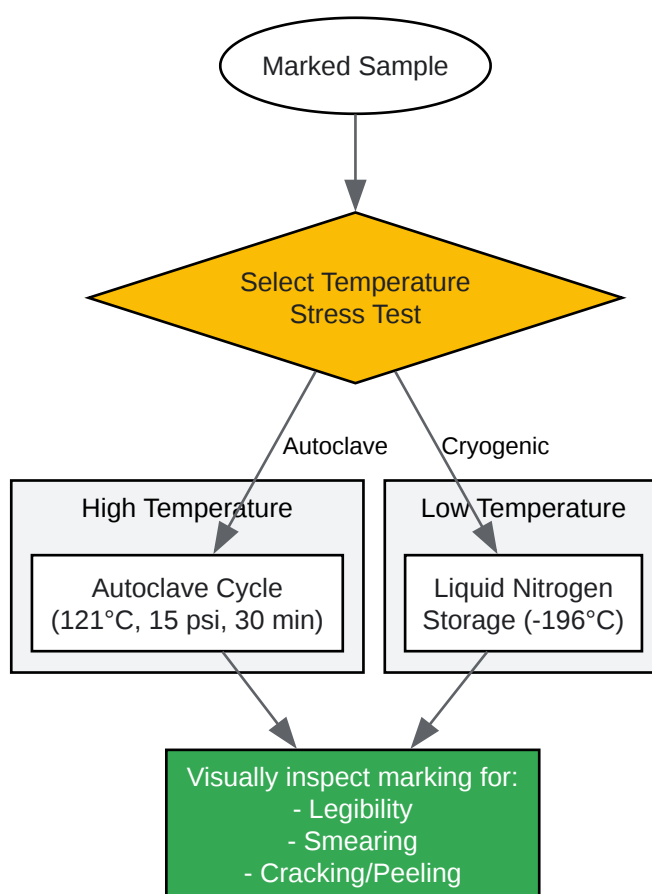 Marked Sample
Select Temperature
Stress Test
Autoclave
Cryogenic
High Temperature
Low Temperature
Autoclave Cycle
(121°C, 15 psi, 30 min)
Liquid Nitrogen
Storage (-196°C)
Visually inspect marking for:
- Legibility
- Smearing
- Cracking/Peeling